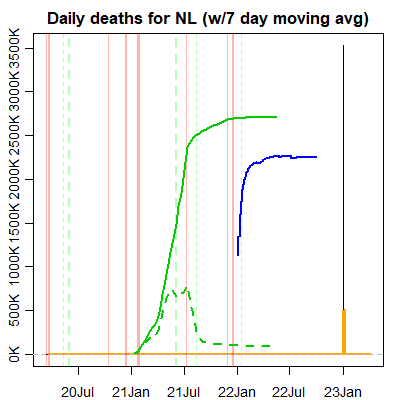 Daily deaths for NL (w/7 day moving avg)
3500K
3000K
2500K
2000K
1500K
1000K
500K
0K
20Jul 21Jan 21Jul 22Jan 22Jul 23Jan